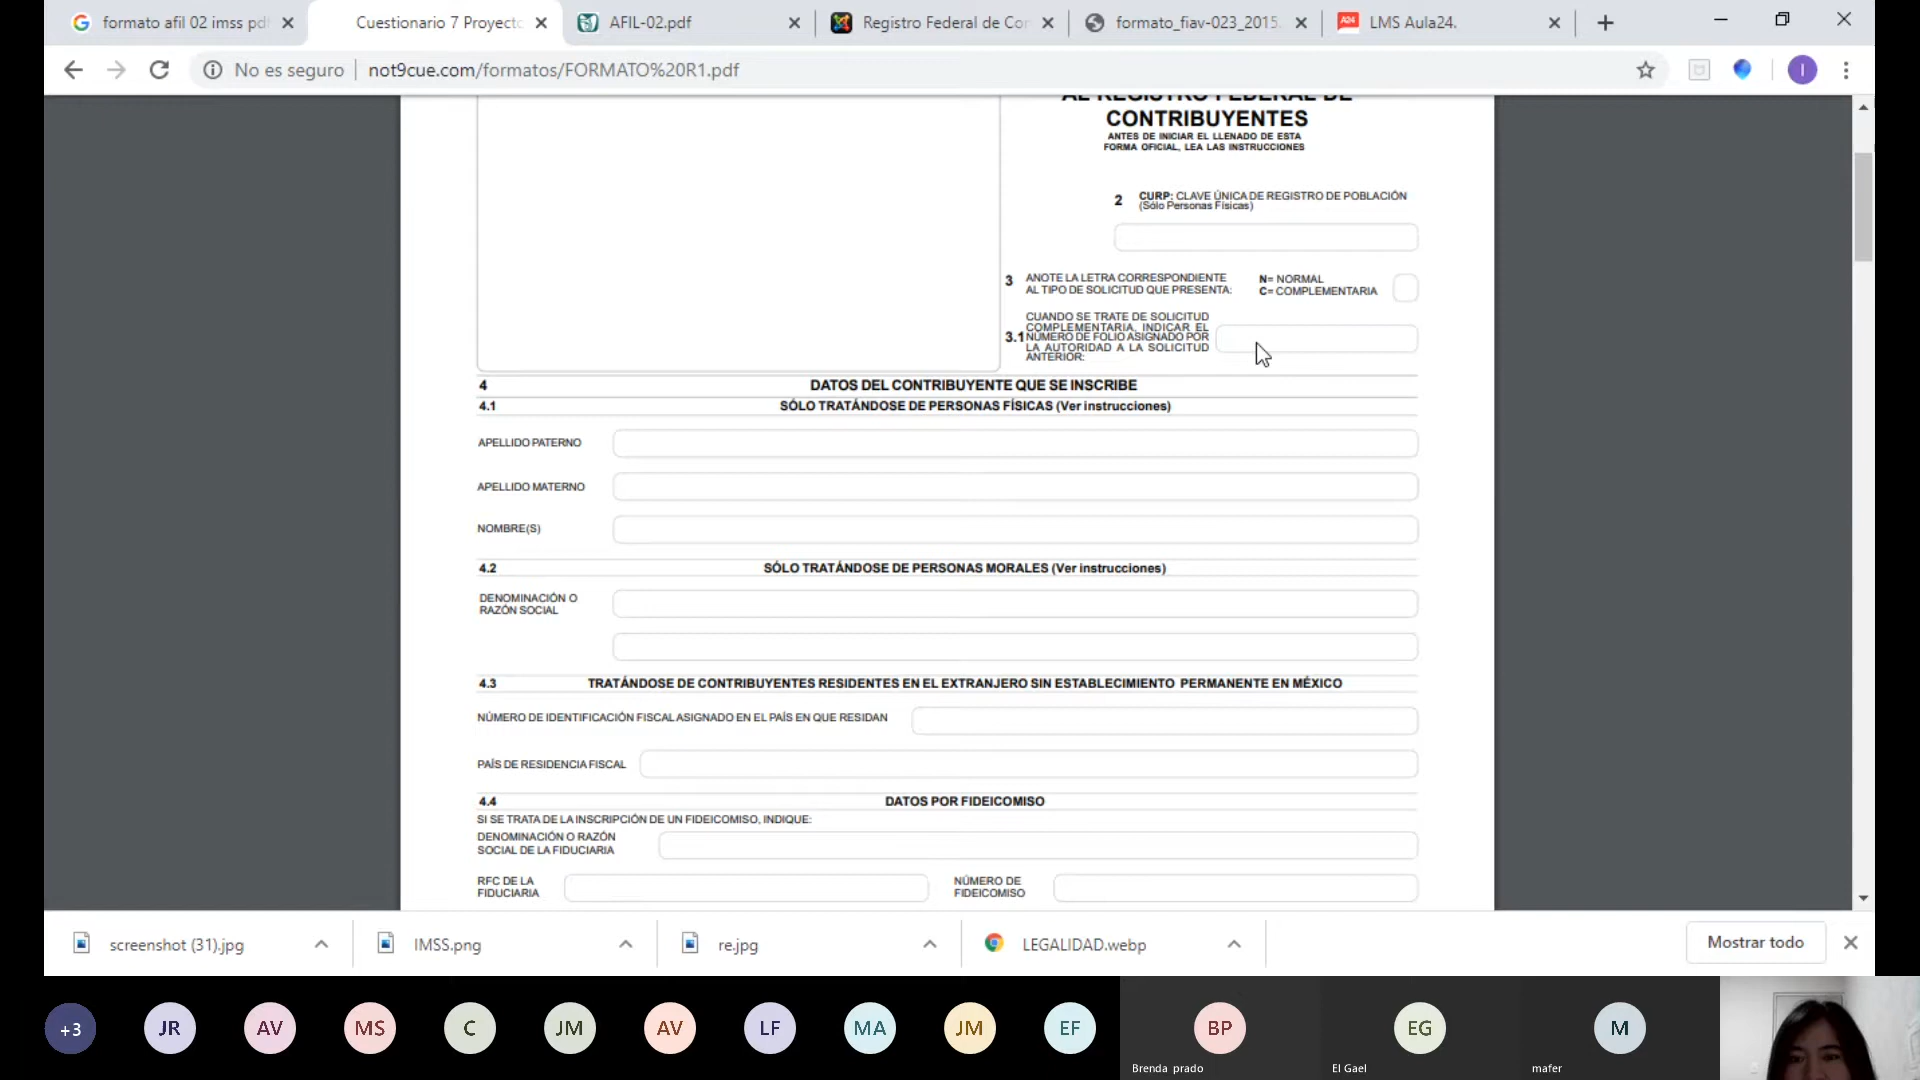 formato afil 02 imss pdf
Cuestionario 7 Proyecto
AFIL-02.pdf
Registro Federal de Con
formato_fiav-023_2015.
A24
LMS Aula24.
No es seguro
not9cue.com/formatos/FORMATO%20R1.pdf
I
AL REGISTRO FEDERAL DE
CONTRIBUYENTES
ANTES DE INICIAR EL LLENADO DE ESTA
FORMA OFICIAL, LEA LAS INSTRUCCIONES
2 CURP: CLAVE ÚNICA DE REGISTRO DE POBLACIÓN
(Sólo Personas Físicas)
3 ANOTE LA LETRA CORRESPONDIENTE
AL TIPO DE SOLICITUD QUE PRESENTA:
N= NORMAL
C= COMPLEMENTARIA
3.1 CUANDO SE TRATE DE SOLICITUD
COMPLEMENTARIA, INDICAR EL
NÚMERO DE FOLIO ASIGNADO POR
LA AUTORIDAD A LA SOLICITUD
ANTERIOR:
4 DATOS DEL CONTRIBUYENTE QUE SE INSCRIBE
4.1 SÓLO TRATÁNDOSE DE PERSONAS FÍSICAS (Ver instrucciones)
APELLIDO PATERNO
APELLIDO MATERNO
NOMBRE(S)
4.2 SÓLO TRATÁNDOSE DE PERSONAS MORALES (Ver instrucciones)
DENOMINACIÓN O
RAZÓN SOCIAL
4.3 TRATÁNDOSE DE CONTRIBUYENTES RESIDENTES EN EL EXTRANJERO SIN ESTABLECIMIENTO PERMANENTE EN MÉXICO
NÚMERO DE IDENTIFICACIÓN FISCAL ASIGNADO EN EL PAÍS EN QUE RESIDAN
PAÍS DE RESIDENCIA FISCAL
4.4 DATOS POR FIDEICOMISO
SI SE TRATA DE LA INSCRIPCIÓN DE UN FIDEICOMISO, INDIQUE:
DENOMINACIÓN O RAZÓN
SOCIAL DE LA FIDUCIARIA
RFC DE LA
FIDUCIARIA
NÚMERO DE
FIDEICOMISO
screenshot (31).jpg
IMSS.png
re.jpg
LEGALIDAD.webp
Mostrar todo
+3
JR
AV
MS
C
JM
AV
LF
MA
JM
EF
BP
EG
M
Brenda prado
El Gael
mafer